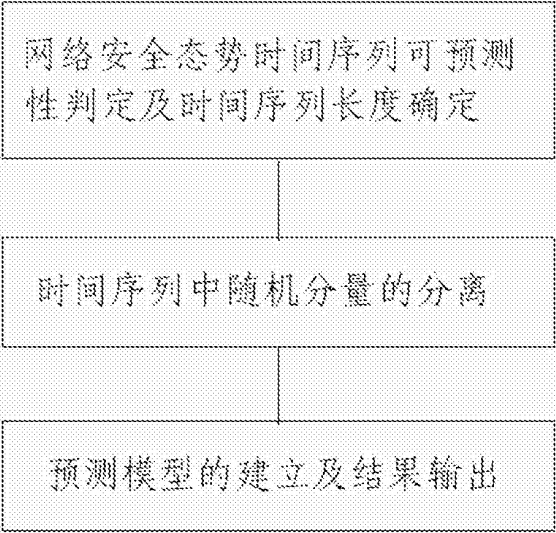 网络安全态势时间序列可预测
性判定及时间序列长度确定
时间序列中随机分量的分离
预测模型的建立及结果输出